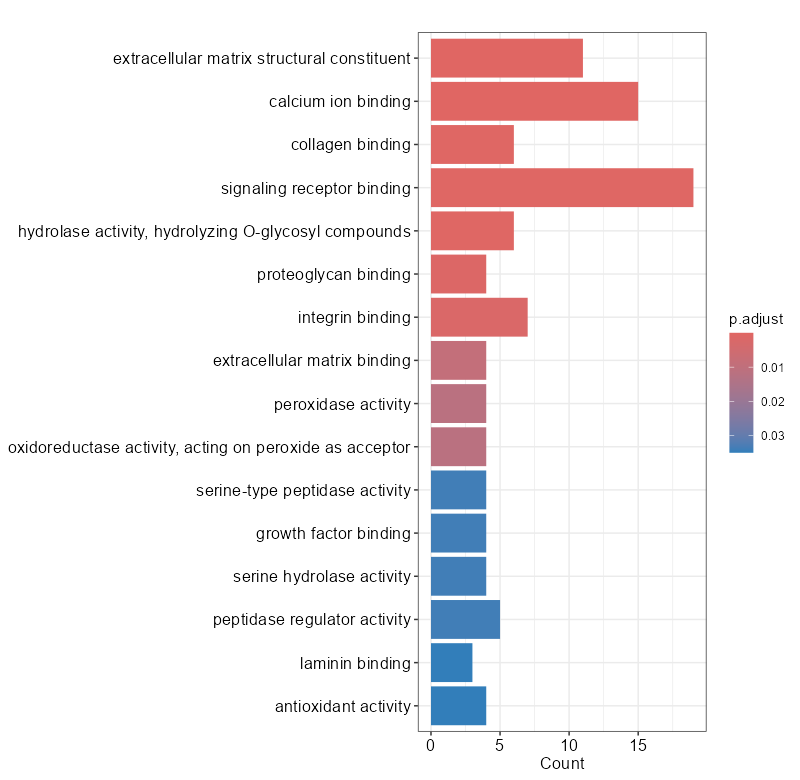 extracellular matrix structural constituent
calcium ion binding
collagen binding
signaling receptor binding
hydrolase activity, hydrolyzing O-glycosyl compounds
proteoglycan binding
integrin binding
extracellular matrix binding
peroxidase activity
oxidoreductase activity, acting on peroxide as acceptor
serine-type peptidase activity
growth factor binding
serine hydrolase activity
peptidase regulator activity
laminin binding
antioxidant activity
0 5 10 15
Count
p.adjust
0.01
0.02
0.03